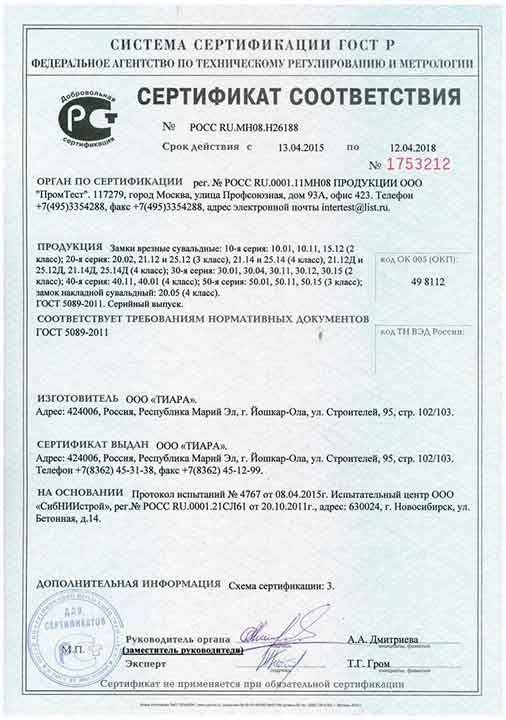 СИСТЕМА СЕРТИФИКАЦИИ ГОСТ Р
ФЕДЕРАЛЬНОЕ АГЕНТСТВО ПО ТЕХНИЧЕСКОМУ РЕГУЛИРОВАНИЮ И МЕТРОЛОГИИ
Добровольная
сертификация
СЕРТИФИКАТ СООТВЕТСТВИЯ
№ РОСС RU.МН08.Н26188
Срок действия с 13.04.2015 по 12.04.2018
№ 1753212
ОРГАН ПО СЕРТИФИКАЦИИ рег. № РОСС RU.0001.11МН08 ПРОДУКЦИИ ООО
"ПромТест". 117279, город Москва, улица Профсоюзная, дом 93А, офис 423. Телефон
+7(495)3354288, факс +7(495)3354288, адрес электронной почты intertest@list.ru.
ПРОДУКЦИЯ Замки врезные сувальдные: 10-я серия: 10.01, 10.11, 15.12 (2
класс); 20-я серия: 20.02, 21.12 и 25.12 (3 класс), 21.14 и 25.14 (4 класс), 21.12Д и
25.12Д, 21.14Д, 25.14Д (4 класс); 30-я серия: 30.01, 30.04, 30.11, 30.12, 30.15 (2
класс); 40-я серия: 40.11, 40.01 (4 класс); 50-я серия: 50.01, 50.11, 50.15 (3 класс);
замок накладной сувальдный: 20.05 (4 класс).
ГОСТ 5089-2011. Серийный выпуск.
код ОК 005 (ОКП):
49 8112
СООТВЕТСТВУЕТ ТРЕБОВАНИЯМ НОРМАТИВНЫХ ДОКУМЕНТОВ
ГОСТ 5089-2011
код ТН ВЭД России:
ИЗГОТОВИТЕЛЬ ООО «ТИАРА».
Адрес: 424006, Россия, Республика Марий Эл, г. Йошкар-Ола, ул. Строителей, 95, стр. 102/103.
СЕРТИФИКАТ ВЫДАН ООО «ТИАРА».
Адрес: 424006, Россия, Республика Марий Эл, г. Йошкар-Ола, ул. Строителей, 95, стр. 102/103.
Телефон +7(8362) 45-31-38, факс +7(8362) 45-12-99.
НА ОСНОВАНИИ Протокол испытаний № 4767 от 08.04.2015г. Испытательный центр ООО
«СибНИИстрой», рег.№ РОСС RU.0001.21СЛ61 от 20.10.2011г., адрес: 630024, г. Новосибирск, ул.
Бетонная, д.14.
ДОПОЛНИТЕЛЬНАЯ ИНФОРМАЦИЯ Схема сертификации: 3.
ДЛЯ
СЕРТИФИКАТОВ
М.П.
Руководитель органа
(заместитель руководителя)
подпись
А.А. Дмитриева
инициалы, фамилия
Эксперт
подпись
Т.Г. Гром
инициалы, фамилия
Сертификат не применяется при обязательной сертификации